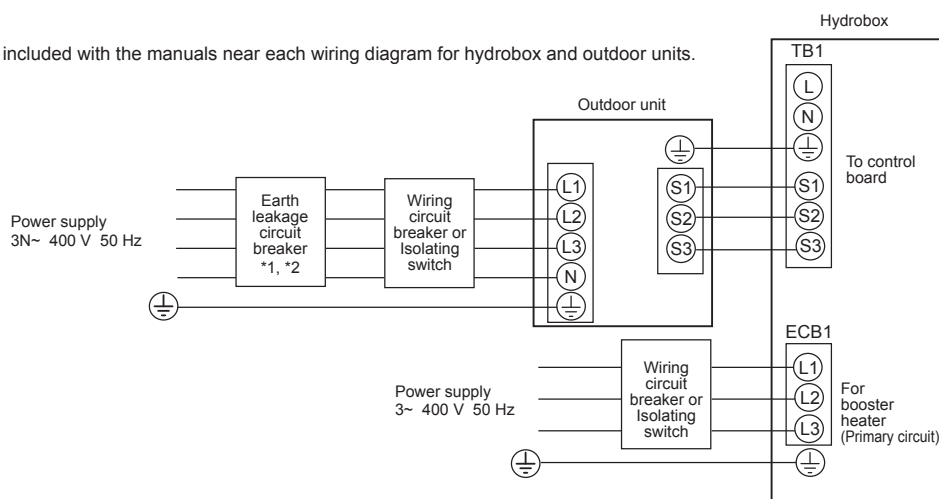 Hydrobox
included with the manuals near each wiring diagram for hydrobox and outdoor units.
TB1
L
N
To control
board
S1
S2
S3
Outdoor unit
L1
L2
L3
N
S1
S2
S3
Power supply
3N~ 400 V 50 Hz
Earth
leakage
circuit
breaker
*1, *2
Wiring
circuit
breaker or
Isolating
switch
ECB1
L1
L2
L3
For
booster
heater
(Primary circuit)
Power supply
3~ 400 V 50 Hz
Wiring
circuit
breaker or
Isolating
switch